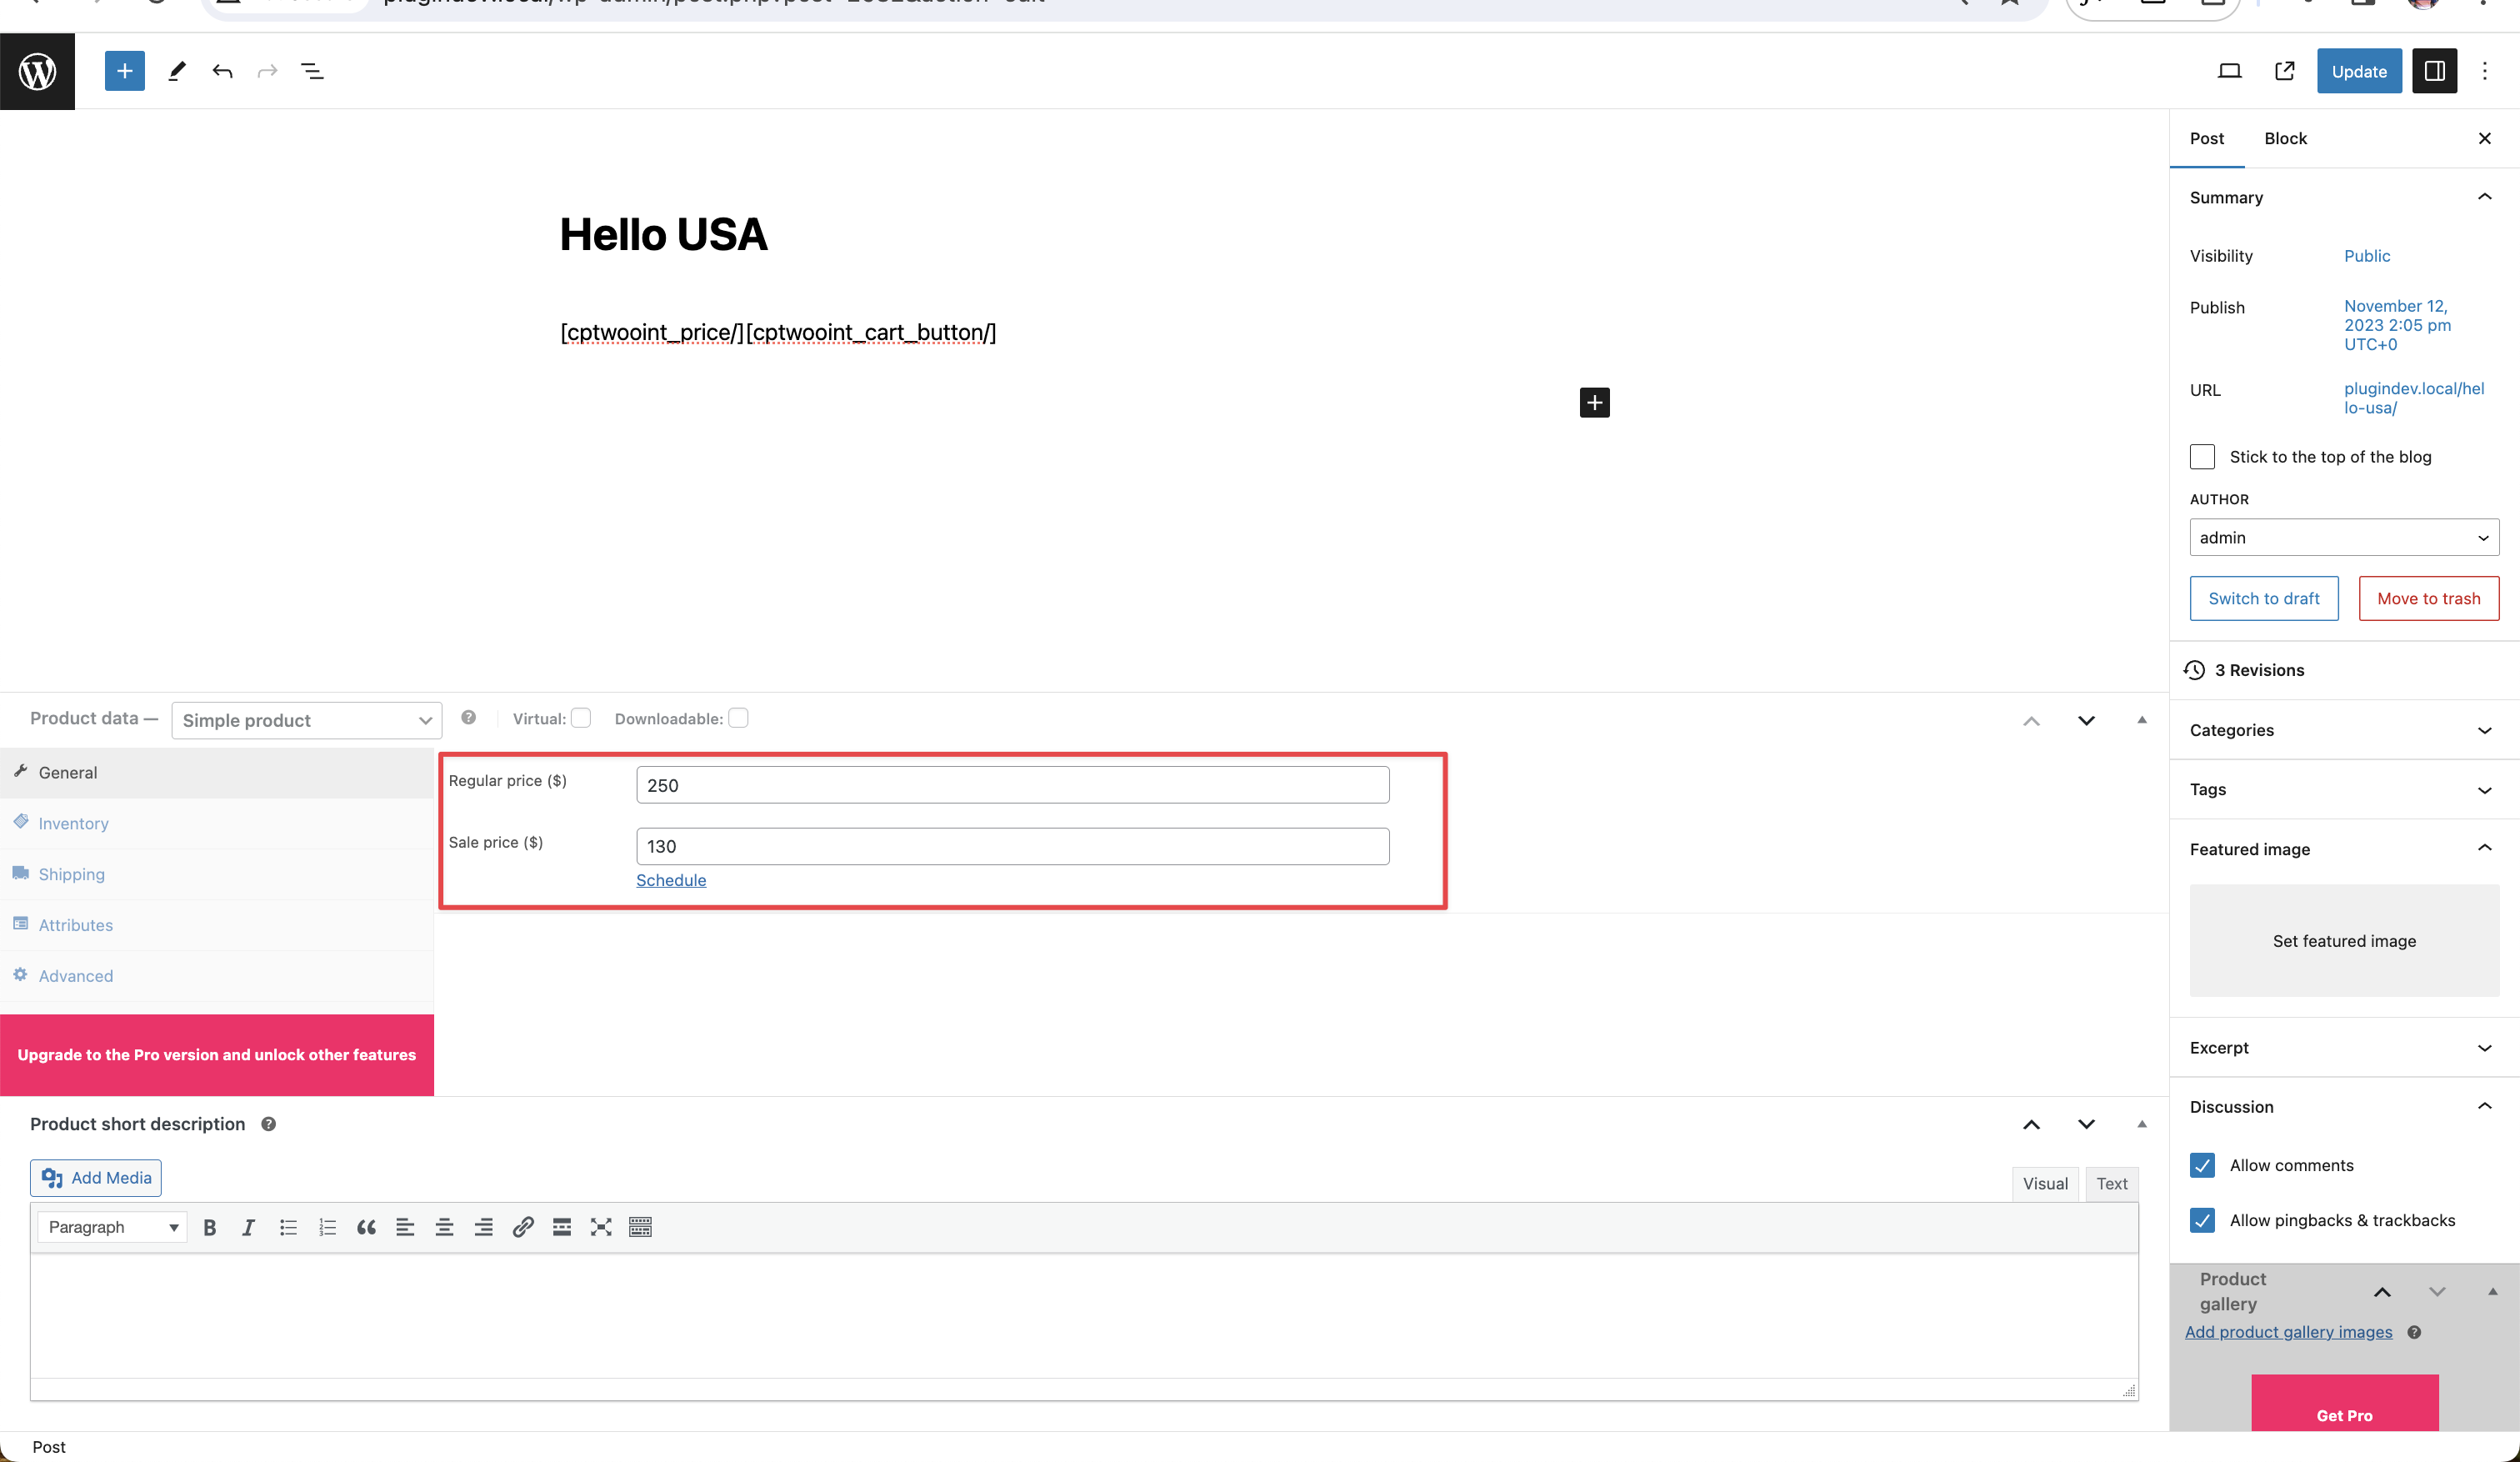 Update
Post
Block
Hello USA
[cptwooint_price/][cptwooint_cart_button/]
Summary
Visibility
Public
Publish
November 12,
2023 2:05 pm
UTC+0
URL
plugindev.local/hel
lo-usa/
Stick to the top of the blog
AUTHOR
admin
Switch to draft
Move to trash
3 Revisions
Categories
Tags
Featured image
Set featured image
Excerpt
Discussion
Allow comments
Allow pingbacks & trackbacks
Product
gallery
Add product gallery images
Get Pro
Product data —
Simple product
Virtual:
Downloadable:
General
Inventory
Shipping
Attributes
Advanced
Upgrade to the Pro version and unlock other features
Regular price ($)
250
Sale price ($)
130
Schedule
Product short description
Add Media
Visual
Text
Paragraph
Post